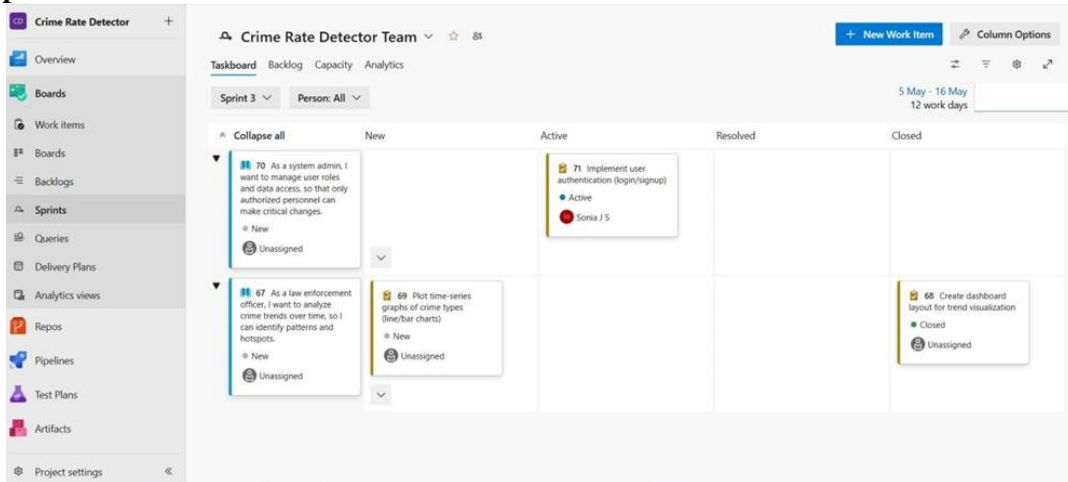 CD Crime Rate Detector +
Overview
Boards
Work items
Boards
Backlogs
Sprints
Queries
Delivery Plans
Analytics views
Repos
Pipelines
Test Plans
Artifacts
Project settings
Crime Rate Detector Team
+ New Work Item
Column Options
Taskboard Backlog Capacity Analytics
Sprint 3
Person: All
5 May - 16 May
12 work days
Collapse all New Active Resolved Closed
70 As a system admin, I
want to manage user roles
and data access, so that only
authorized personnel can
make critical changes.
New
Unassigned
71 Implement user
authentication (login/signup)
Active
Sonia J S
67 As a law enforcement
officer, I want to analyze
crime trends over time, so I
can identify patterns and
hotspots.
New
Unassigned
69 Plot time-series
graphs of crime types
(line/bar charts)
New
Unassigned
68 Create dashboard
layout for trend visualization
Closed
Unassigned